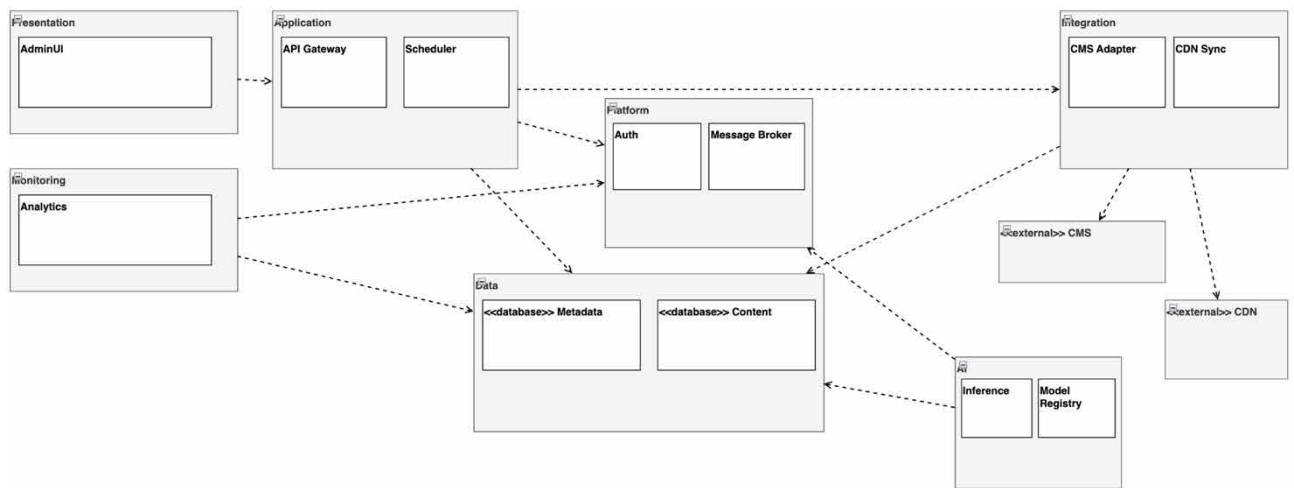 Presentation
AdminUI
Application
API Gateway
Scheduler
Integration
CMS Adapter
CDN Sync
Platform
Auth
Message Broker
Monitoring
Analytics
<<external>> CMS
Data
<<database>> Metadata
<<database>> Content
<<external>> CDN
AI
Inference
Model
Registry